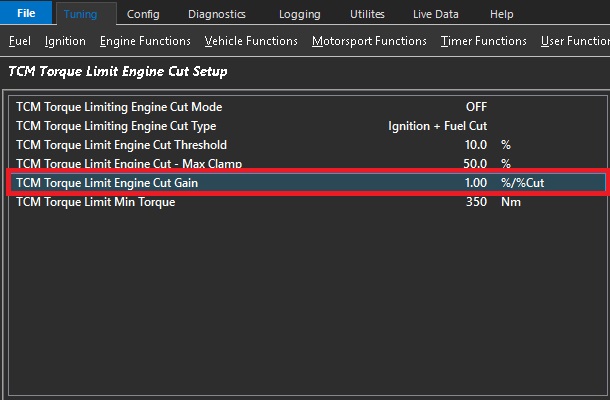 File Tuning Config Diagnostics Logging Utilites Live Data Help
Fuel Ignition Engine Functions Vehicle Functions Motorsport Functions Timer Functions User Function
TCM Torque Limit Engine Cut Setup
TCM Torque Limiting Engine Cut Mode OFF
TCM Torque Limiting Engine Cut Type Ignition + Fuel Cut
TCM Torque Limit Engine Cut Threshold 10.0 %
TCM Torque Limit Engine Cut - Max Clamp 50.0 %
TCM Torque Limit Engine Cut Gain 1.00 %/%Cut
TCM Torque Limit Min Torque 350 Nm